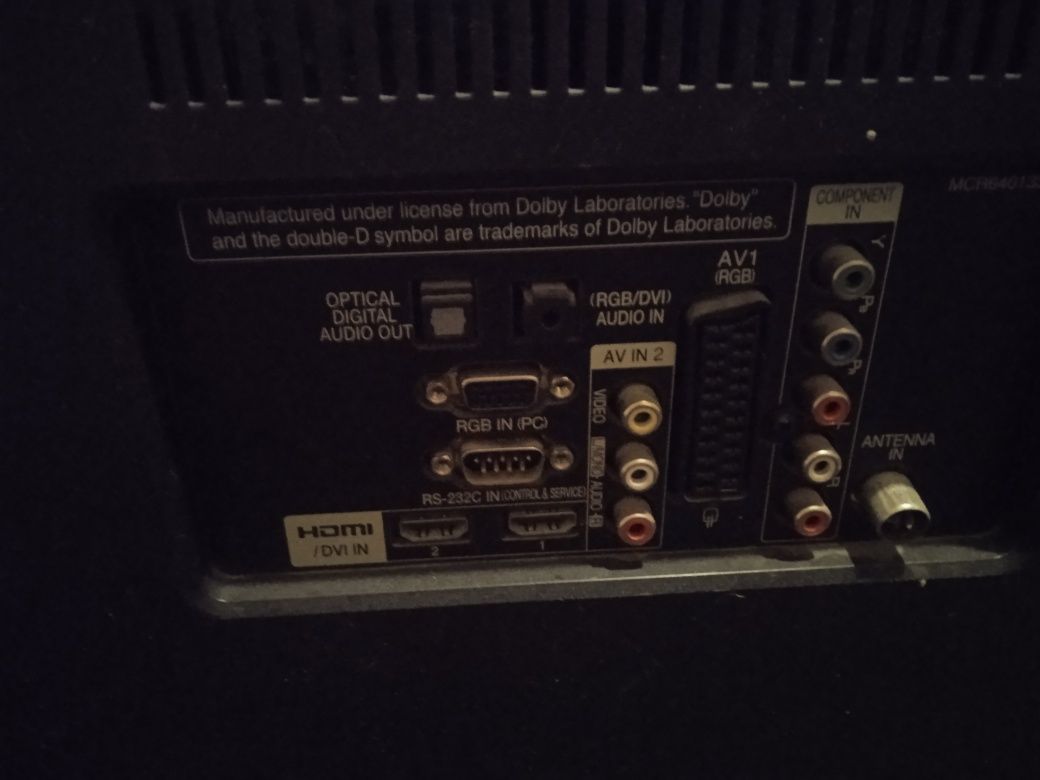 Manufactured under license from Dolby Laboratories. "Dolby"
and the double-D symbol are trademarks of Dolby Laboratories.
COMPONENT
IN
Y
PB
PR
L
R
AV1
(RGB)
OPTICAL
DIGITAL
AUDIO OUT
(RGB/DVI)
AUDIO IN
AV IN 2
VIDEO
AUDIO
RGB IN (PC)
RS-232C IN (CONTROL & SERVICE)
ANTENNA
IN
HDMI
/ DVI IN
2
1